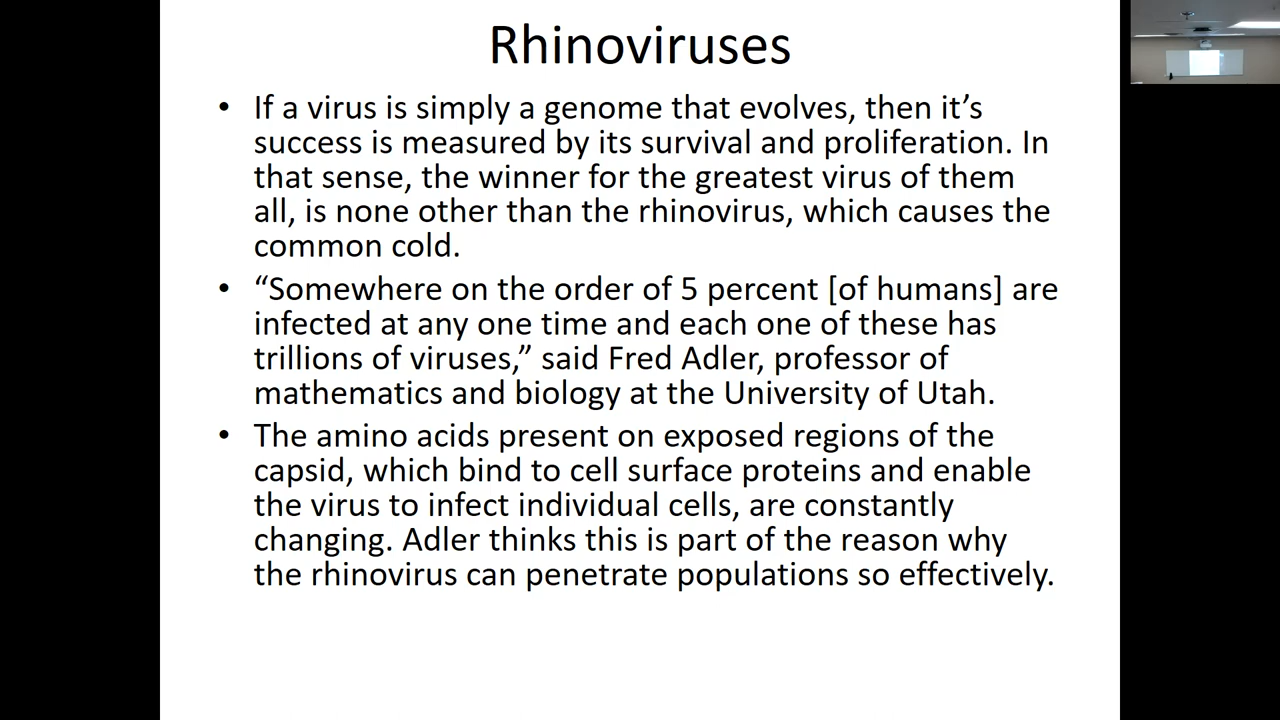 Rhinoviruses
• If a virus is simply a genome that evolves, then it’s
success is measured by its survival and proliferation. In
that sense, the winner for the greatest virus of them
all, is none other than the rhinovirus, which causes the
common cold.
• “Somewhere on the order of 5 percent [of humans] are
infected at any one time and each one of these has
trillions of viruses,” said Fred Adler, professor of
mathematics and biology at the University of Utah.
• The amino acids present on exposed regions of the
capsid, which bind to cell surface proteins and enable
the virus to infect individual cells, are constantly
changing. Adler thinks this is part of the reason why
the rhinovirus can penetrate populations so effectively.